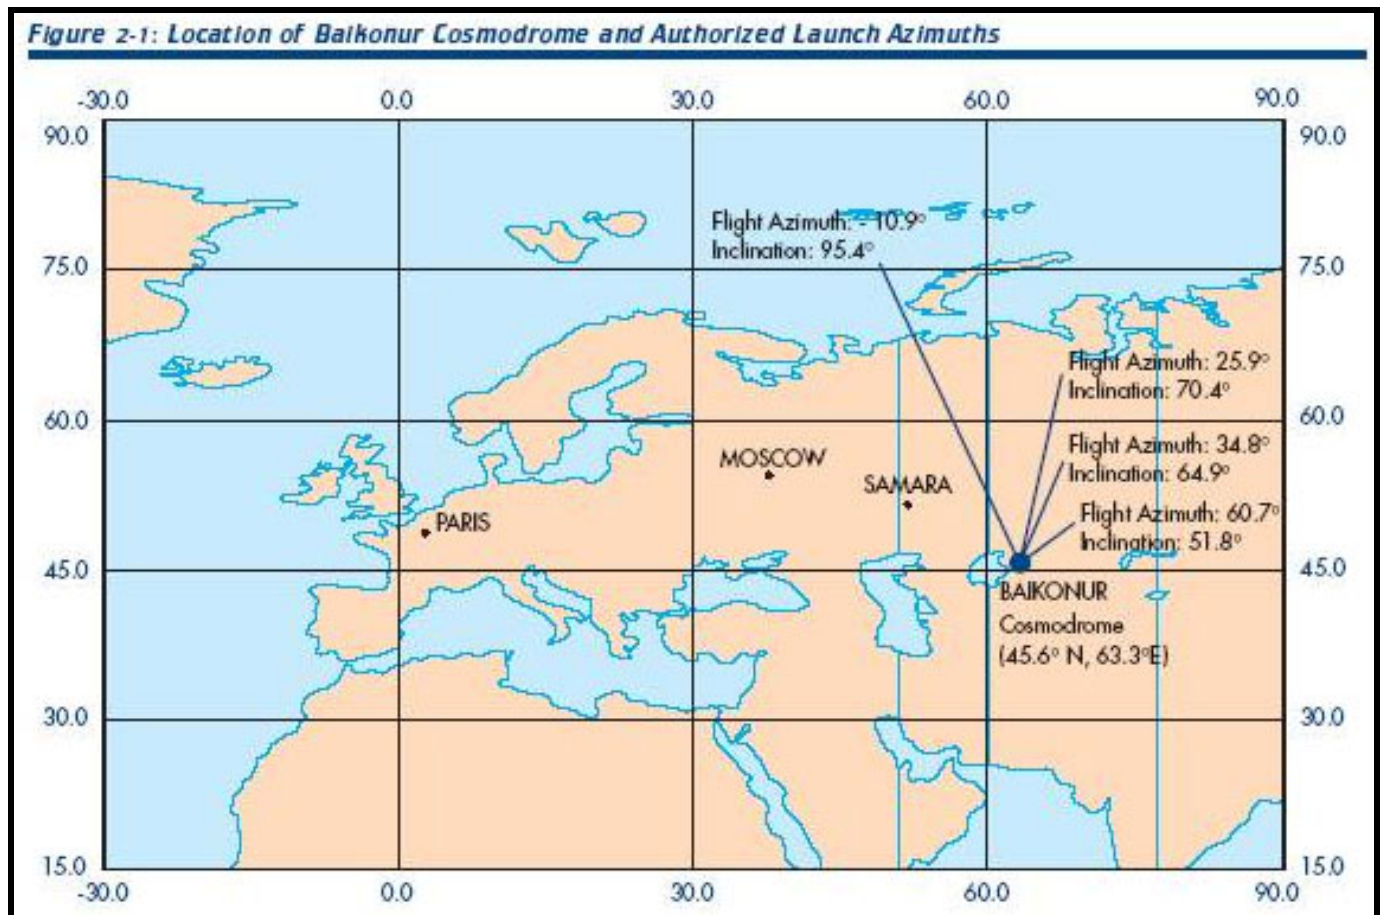 Figure 2-1: Location of Baikonur Cosmodrome and Authorized Launch Azimuths
-30.0 0.0 30.0 60.0 90.0
90.0 90.0
Flight Azimuth: - 10.9°
Inclination: 95.4°
75.0 75.0
Flight Azimuth: 25.9°
Inclination: 70.4°
60.0 60.0
Flight Azimuth: 34.8°
Inclination: 64.9°
MOSCOW
SAMARA
Flight Azimuth: 60.7°
Inclination: 51.8°
PARIS
45.0 45.0
BAIKONUR
Cosmodrome
(45.6° N, 63.3°E)
30.0 30.0
15.0 15.0
-30.0 0.0 30.0 60.0 90.0